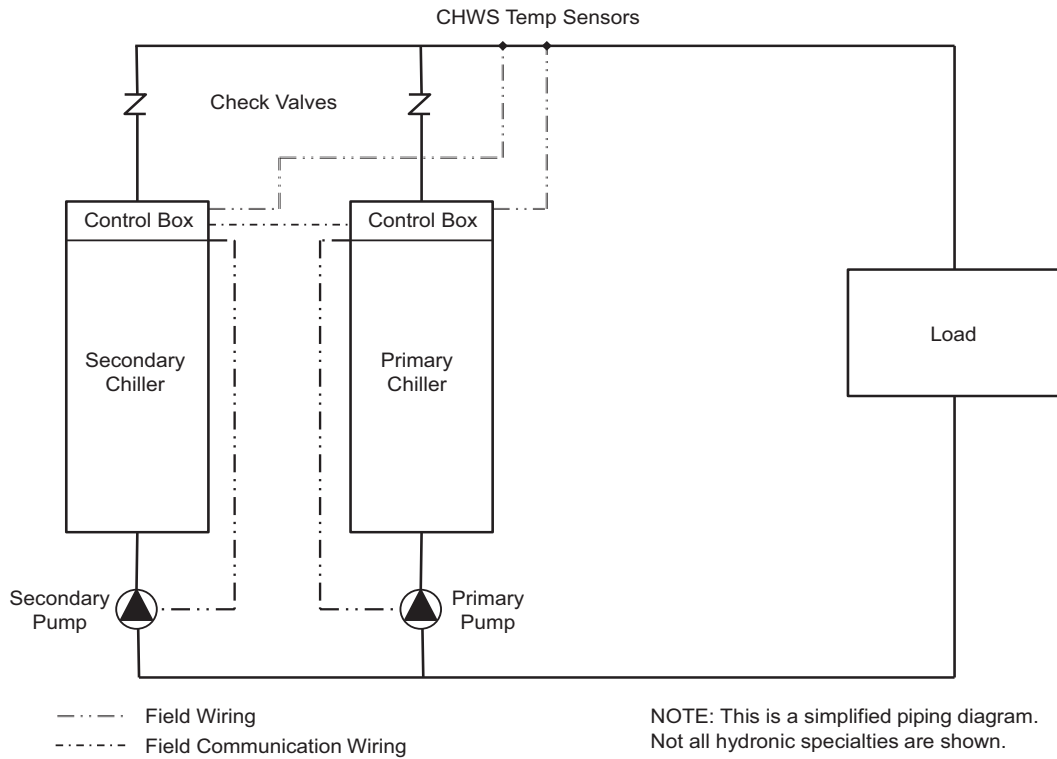 CHWS Temp Sensors
Check Valves
Control Box
Control Box
Secondary
Chiller
Primary
Chiller
Load
Secondary
Pump
Primary
Pump
Field Wiring
Field Communication Wiring
NOTE: This is a simplified piping diagram.
Not all hydronic specialties are shown.